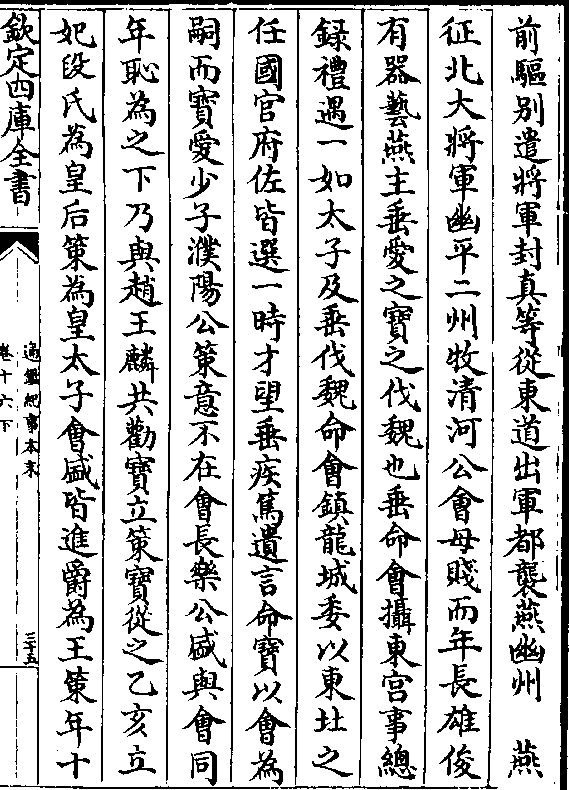 前驅别遣將軍封真等從東道出軍都襲燕幽州　燕
征北大將軍幽平二州牧清河公會母賤而年長雄俊
有器藝燕主垂愛之寶之伐魏也垂命會攝東宫事總
録禮遇一如太子及垂伐魏命會鎮龍城委以東北之
任國官府佐皆選一時才望垂疾篤遺言命寶以會為
嗣而寶愛少子濮陽公策意不在會長樂公盛與會同
年恥為之下乃與趙王麟共勸寶立策寶從之乙亥立
妃段氏為皇后策為皇太子會盛皆進爵為王策年十
欽定四庫全書
通鑑紀事本末
卷十六下
三十五